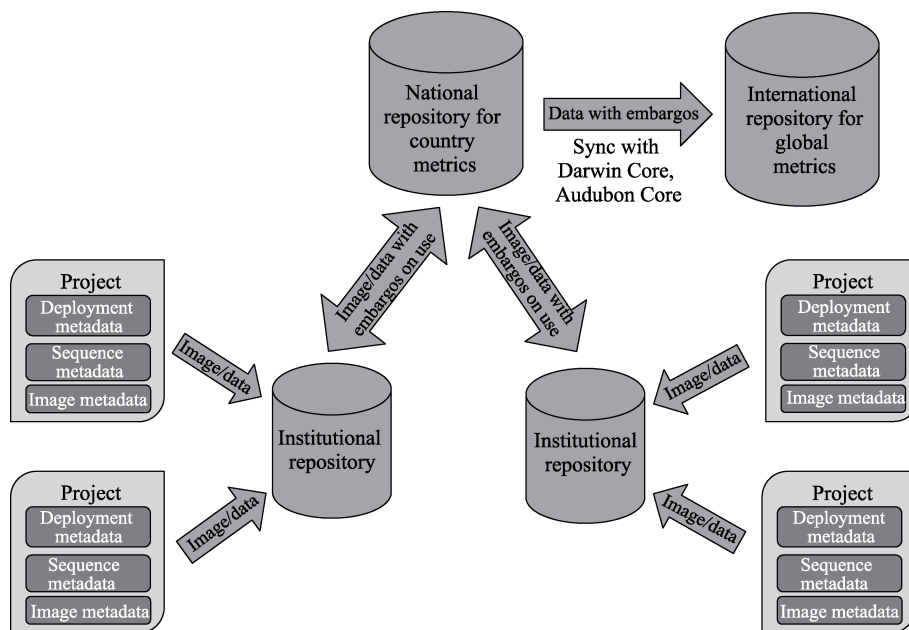 National
repository for
country
metrics
Data with embargos
Sync with
Darwin Core,
Audubon Core
International
repository for
global
metrics
Image/data with
embargos on use
Image/data with
embargos on use
Project
Deployment
metadata
Sequence
metadata
Image metadata
Image/data
Institutional
repository
Project
Deployment
metadata
Sequence
metadata
Image metadata
Image/data
Institutional
repository
Image/data
Project
Deployment
metadata
Sequence
metadata
Image metadata
Image/data
Project
Deployment
metadata
Sequence
metadata
Image metadata